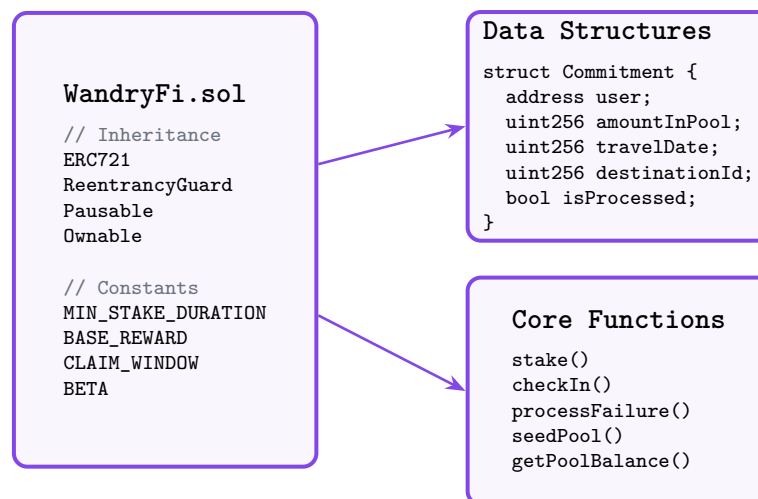 WandryFi.sol
// Inheritance
ERC721
ReentrancyGuard
Pausable
Ownable
// Constants
MIN_STAKE_DURATION
BASE_REWARD
CLAIM_WINDOW
BETA
Data Structures
struct Commitment {
address user;
uint256 amountInPool;
uint256 travelDate;
uint256 destinationId;
bool isProcessed;
}
Core Functions
stake()
checkIn()
processFailure()
seedPool()
getPoolBalance()